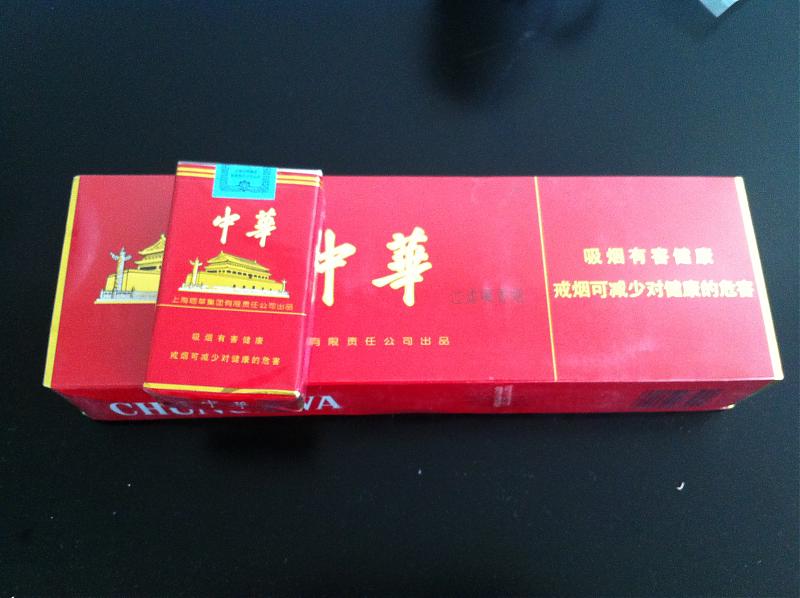 中華
上海烟草集团有限责任公司出品
吸烟有害健康
戒烟可减少对健康的危害
中華
有限责任公司出品
吸烟有害健康
戒烟可减少对健康的危害